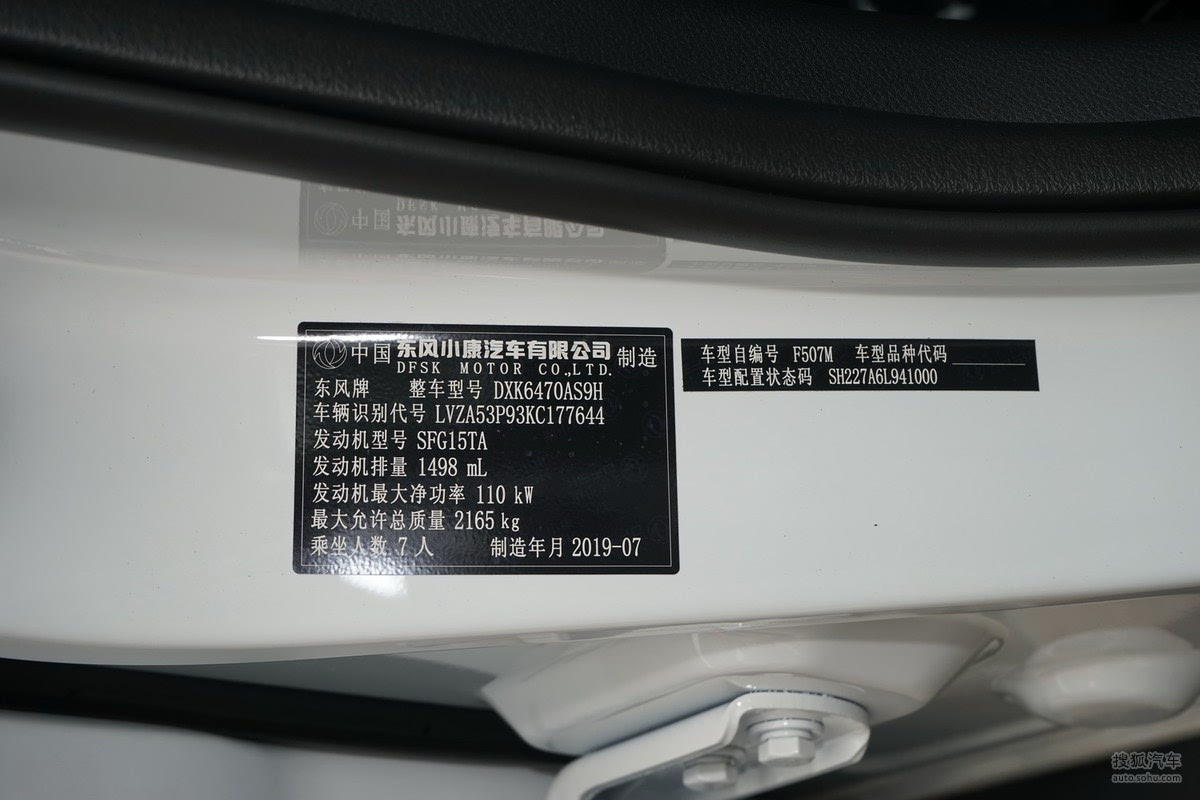 中国 东风小康汽车有限公司 制造
DFSK MOTOR CO.,LTD.
东风牌 整车型号 DXK6470AS9H
车辆识别代号 LVZA53P93KC177644
发动机型号 SFG15TA
发动机排量 1498 mL
发动机最大净功率 110 kW
最大允许总质量 2165 kg
乘坐人数 7 人 制造年月 2019-07
车型自编号 F507M 车型品种代码
车型配置状态码 SH227A6L941000
搜狐汽车
auto.sohu.com